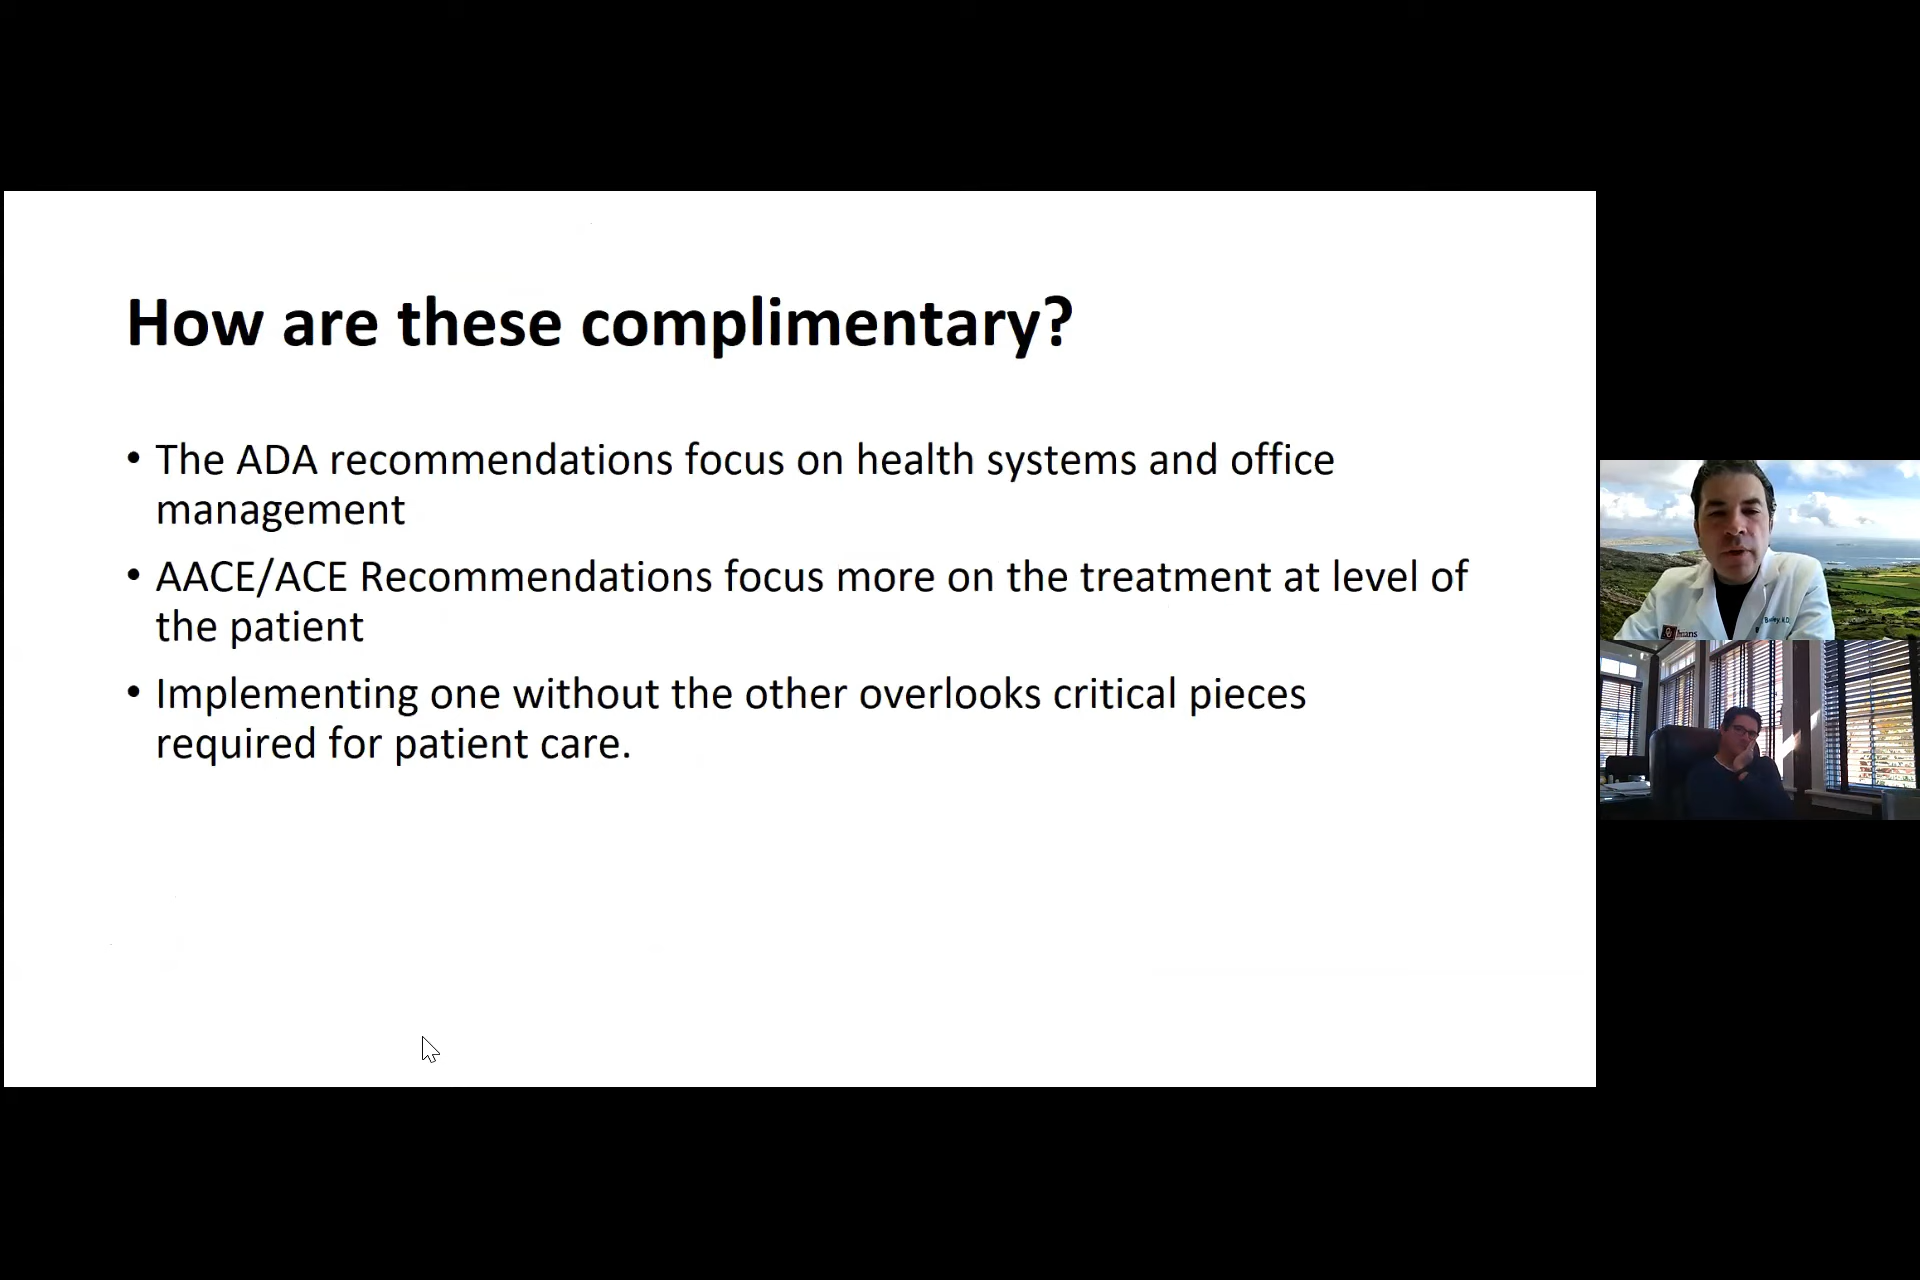 How are these complimentary?
• The ADA recommendations focus on health systems and office
management
• AACE/ACE Recommendations focus more on the treatment at level of
the patient
• Implementing one without the other overlooks critical pieces
required for patient care.